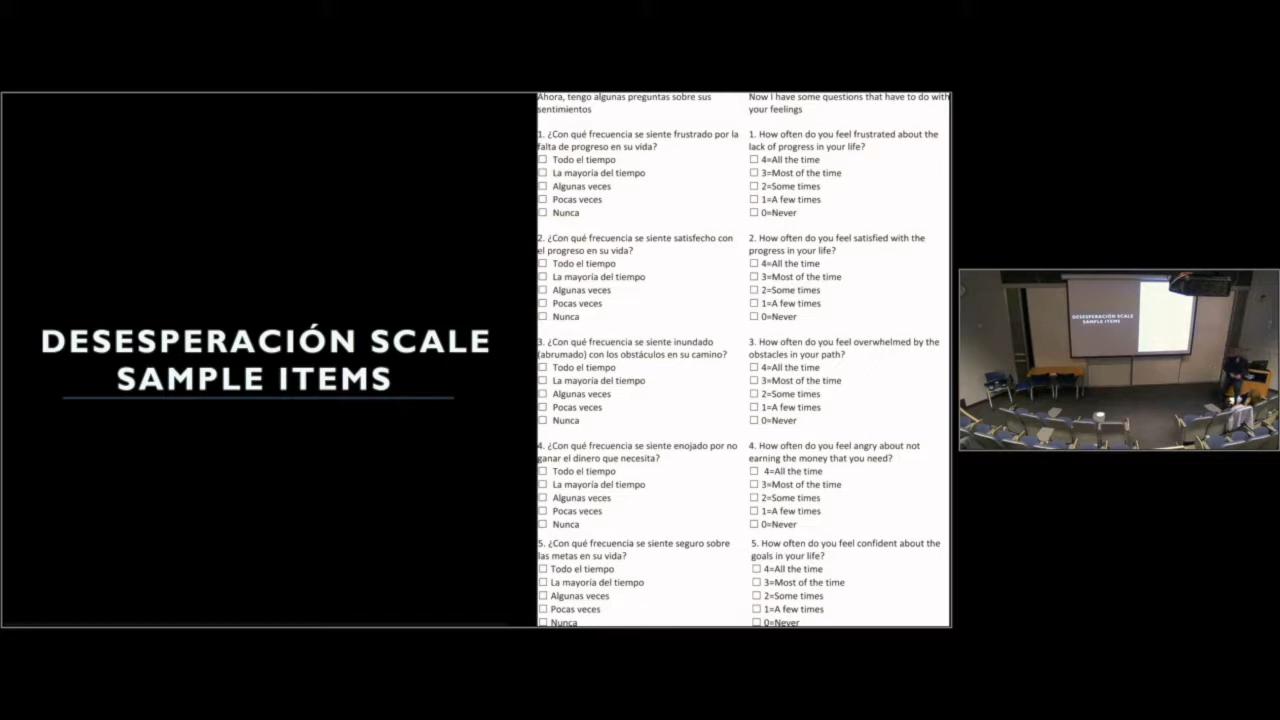 DESESPERACIÓN SCALE
SAMPLE ITEMS
Ahora, tengo algunas preguntas sobre sus
sentimientos
1. ¿Con qué frecuencia se siente frustrado por la
falta de progreso en su vida?
Todo el tiempo
La mayoría del tiempo
Algunas veces
Pocas veces
Nunca
2. ¿Con qué frecuencia se siente satisfecho con
el progreso en su vida?
Todo el tiempo
La mayoría del tiempo
Algunas veces
Pocas veces
Nunca
3. ¿Con qué frecuencia se siente inundado
(abrumado) con los obstáculos en su camino?
Todo el tiempo
La mayoría del tiempo
Algunas veces
Pocas veces
Nunca
4. ¿Con qué frecuencia se siente enojado por no
ganar el dinero que necesita?
Todo el tiempo
La mayoría del tiempo
Algunas veces
Pocas veces
Nunca
5. ¿Con qué frecuencia se siente seguro sobre
las metas en su vida?
Todo el tiempo
La mayoría del tiempo
Algunas veces
Pocas veces
Nunca
Now I have some questions that have to do with
your feelings
1. How often do you feel frustrated about the
lack of progress in your life?
4=All the time
3=Most of the time
2=Some times
1=A few times
0=Never
2. How often do you feel satisfied with the
progress in your life?
4=All the time
3=Most of the time
2=Some times
1=A few times
0=Never
3. How often do you feel overwhelmed by the
obstacles in your path?
4=All the time
3=Most of the time
2=Some times
1=A few times
0=Never
4. How often do you feel angry about not
earning the money that you need?
4=All the time
3=Most of the time
2=Some times
1=A few times
0=Never
5. How often do you feel confident about the
goals in your life?
4=All the time
3=Most of the time
2=Some times
1=A few times
0=Never
DESESPERACIÓN SCALE
SAMPLE ITEMS